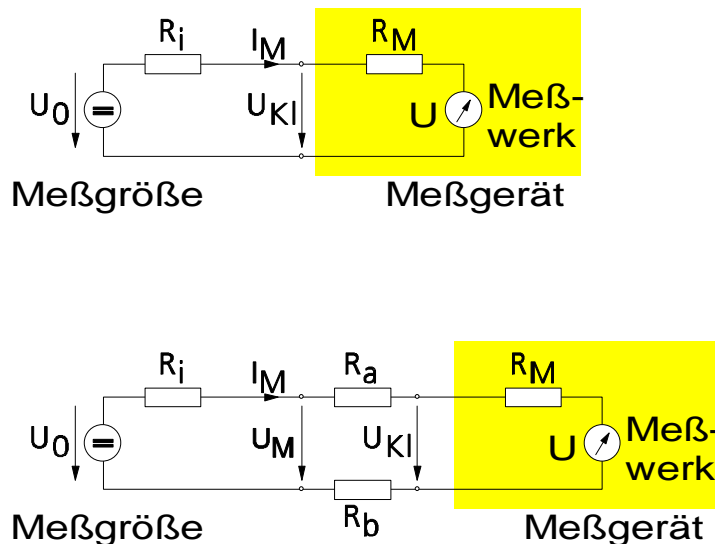 Ri IM RM
U0 UKl U Meß-
werk
Meßgröße Meßgerät
Ri IM Ra RM
U0 UM UKl U Meß-
werk
Rb
Meßgröße Meßgerät